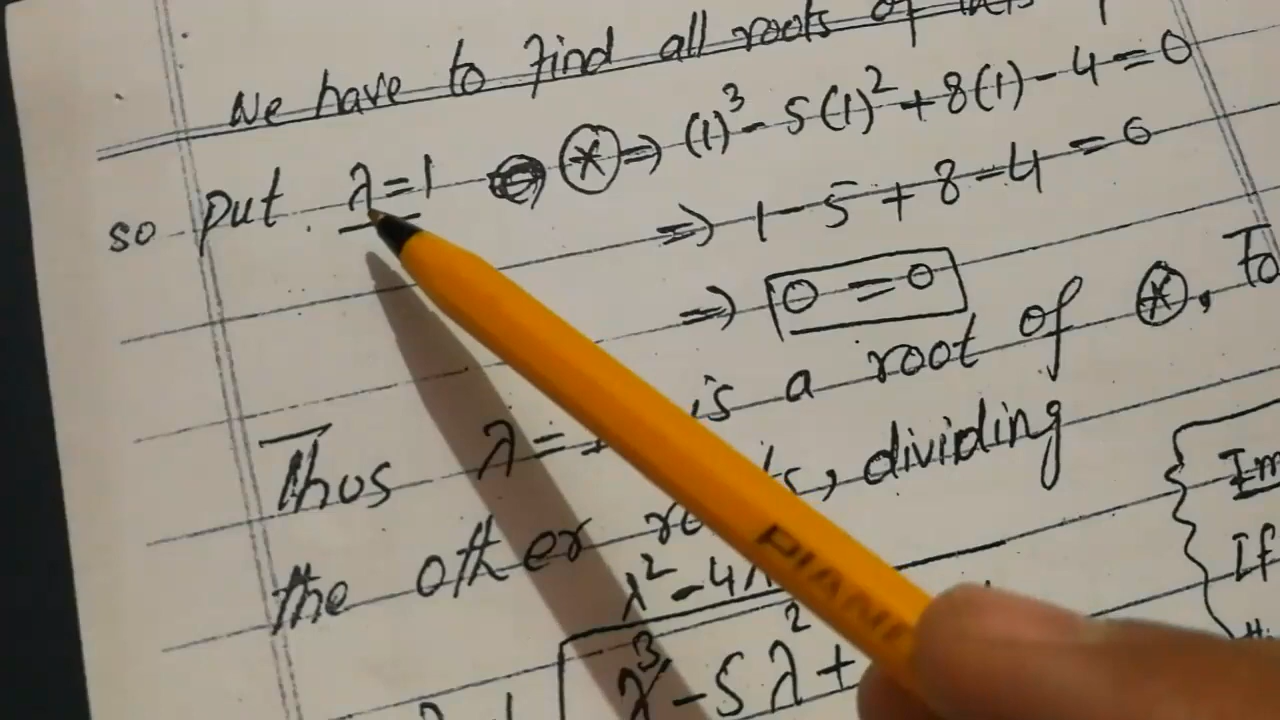 we have to find all roots of
so put λ=1 ⊛ ⇒ (1)³ - 5(1)² + 8(1) - 4 = 0
⇒ 1 - 5 + 8 - 4 = 0
⇒ 0 = 0
Thus λ = is a root of ⊛. To
the other dividing
λ² - 4λ
λ³ - 5λ² +
Im
If
PIANO